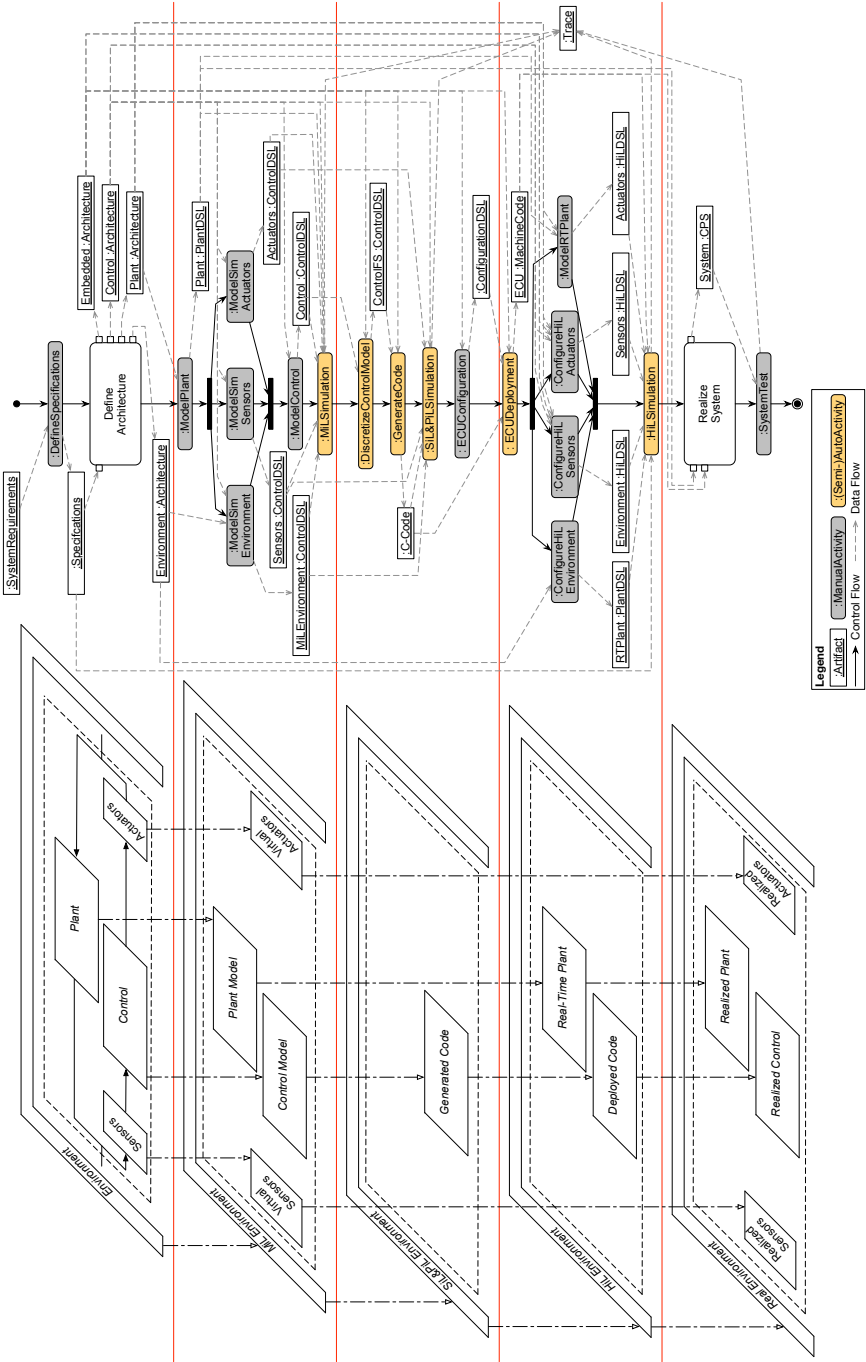 :SystemRequirements
:DefineSpecifications
:Specifcations
Define
Architecture
Embedded :Architecture
Control :Architecture
Plant :Architecture
Environment :Architecture
:ModelPlant
Plant :PlantDSL
:ModelSim
Environment
:ModelSim
Sensors
:ModelSim
Actuators
Actuators :ControlDSL
Sensors :ControlDSL
MiLEnvironment :ControlDSL
:ModelControl
Control :ControlDSL
:MiLSimulation
:DiscretizeControlModel
ControlFS :ControlDSL
:GenerateCode
:C-Code
:SiL&PiLSimulation
: ECUConfiguration
:ConfigurationDSL
: ECUDeployment
ECU :MachineCode
:ConfigureHiL
Environment
:ConfigureHiL
Sensors
:ConfigureHiL
Actuators
:ModelRTPlant
RTPlant :PlantDSL
Environment :HiLDSL
Sensors :HiLDSL
Actuators :HiLDSL
:HiLSimulation
:Trace
Realize
System
System :CPS
:SystemTest
Legend
:Artifact
:ManualActivity
:(Semi-)AutoActivity
Control Flow
Data Flow
Environment
Sensors
Control
Plant
Actuators
MiL Environment
Virtual
Sensors
Control Model
Plant Model
Virtual
Actuators
SiL&PiL Environment
Generated Code
HiL Environment
Deployed Code
Real-Time Plant
Real Environment
Realized
Sensors
Realized Control
Realized Plant
Realized
Actuators